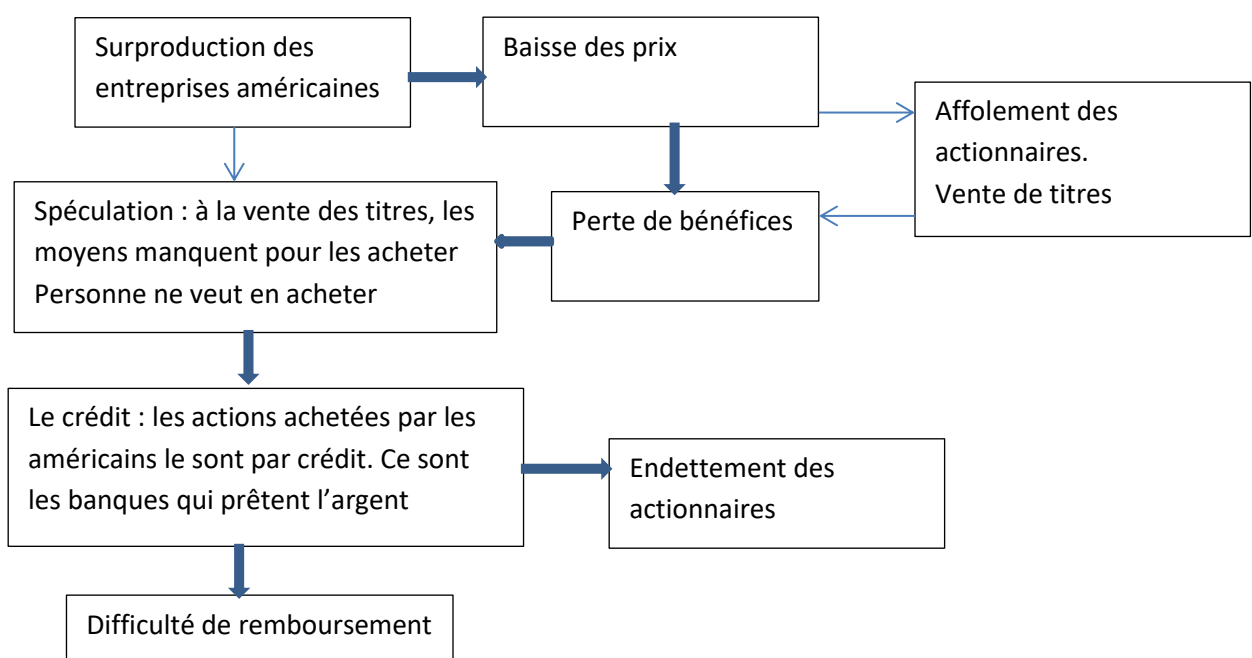 Surproduction des
entreprises américaines
Baisse des prix
Affolement des
actionnaires.
Vente de titres
Spéculation : à la vente des titres, les
moyens manquent pour les acheter
Personne ne veut en acheter
Perte de bénéfices
Le crédit : les actions achetées par les
américains le sont par crédit. Ce sont
les banques qui prêtent l’argent
Endettement des
actionnaires
Difficulté de remboursement